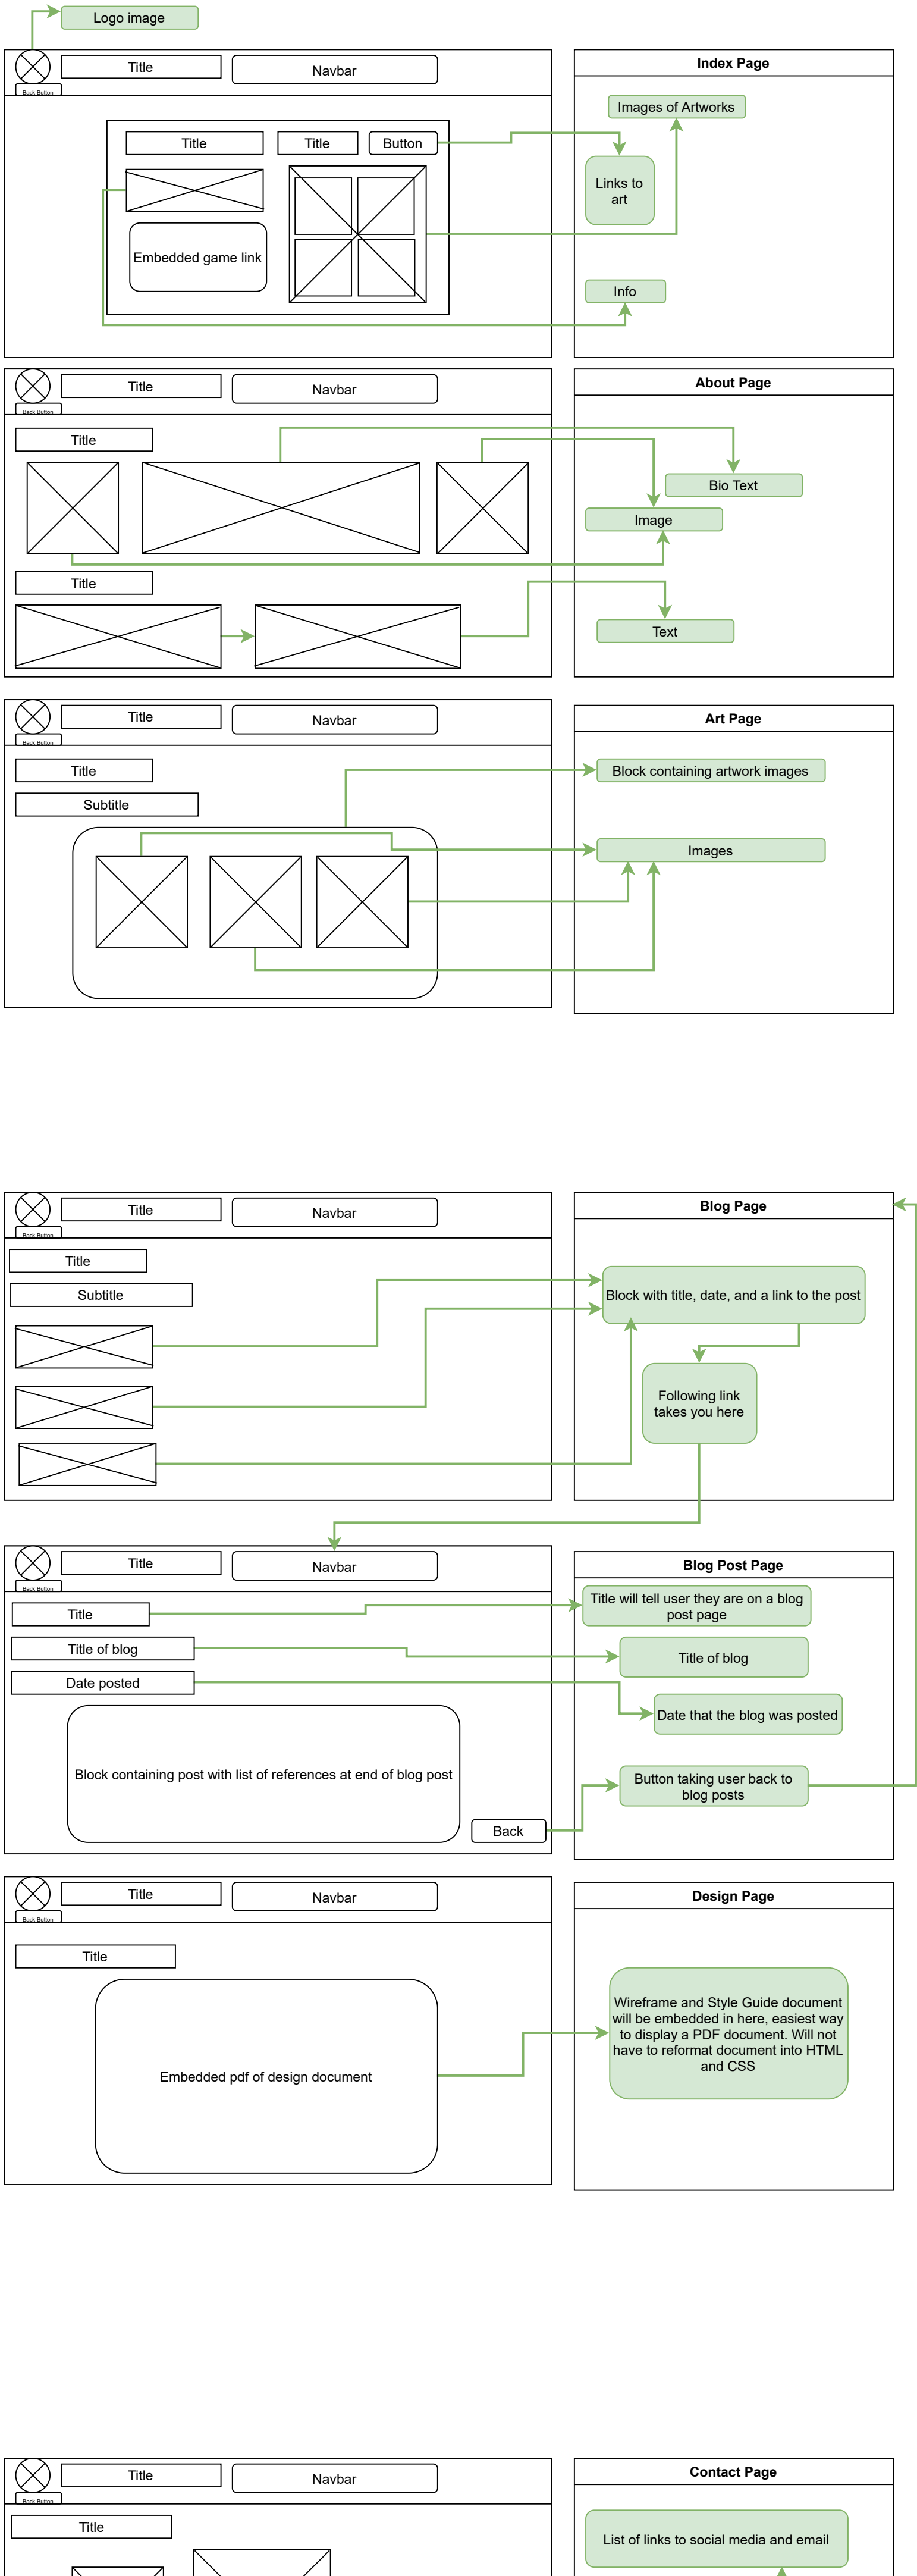 Logo image
Title
Navbar
Back Button
Index Page
Title
Title
Button
Embedded game link
Images of Artworks
Links to
art
Info
Title
Navbar
Back Button
About Page
Title
Bio Text
Image
Title
Text
Title
Navbar
Back Button
Art Page
Title
Subtitle
Block containing artwork images
Images
Title
Navbar
Back Button
Blog Page
Title
Subtitle
Block with title, date, and a link to the post
Following link
takes you here
Title
Navbar
Back Button
Blog Post Page
Title
Title of blog
Date posted
Block containing post with list of references at end of blog post
Back
Title will tell user they are on a blog
post page
Title of blog
Date that the blog was posted
Button taking user back to
blog posts
Title
Navbar
Back Button
Design Page
Title
Embedded pdf of design document
Wireframe and Style Guide document
will be embedded in here, easiest way
to display a PDF document. Will not
have to reformat document into HTML
and CSS
Title
Navbar
Back Button
Contact Page
Title
List of links to social media and email